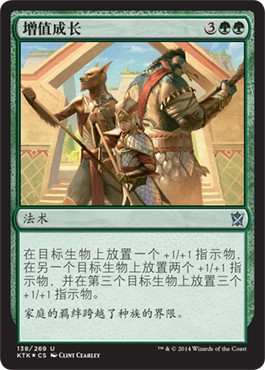 增值成长 3
法术
在目标生物上放置一个 +1/+1 指示物,
在另一个目标生物上放置两个 +1/+1 指
示物,并在第三个目标生物上放置三个
+1/+1 指示物。
家庭的羁绊跨越了种族的界限。
138/269 U
KTK ★ CS CLINT CEARLEY
™ & © 2014 Wizards of the Coast